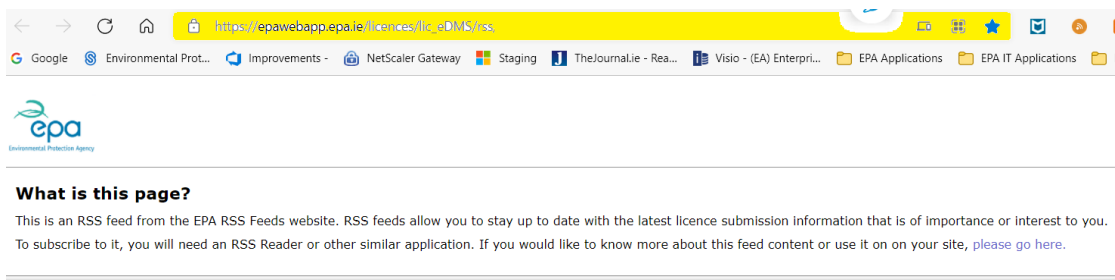 https://epawebapp.epa.ie/licences/lic_eDMS/rss,
Google Environmental Prot... Improvements - NetScaler Gateway Staging TheJournal.ie - Rea... Visio - (EA) Enterpri... EPA Applications EPA IT Applications
epa
Environmental Protection Agency
What is this page?
This is an RSS feed from the EPA RSS Feeds website. RSS feeds allow you to stay up to date with the latest licence submission information that is of importance or interest to you.
To subscribe to it, you will need an RSS Reader or other similar application. If you would like to know more about this feed content or use it on on your site, please go here.